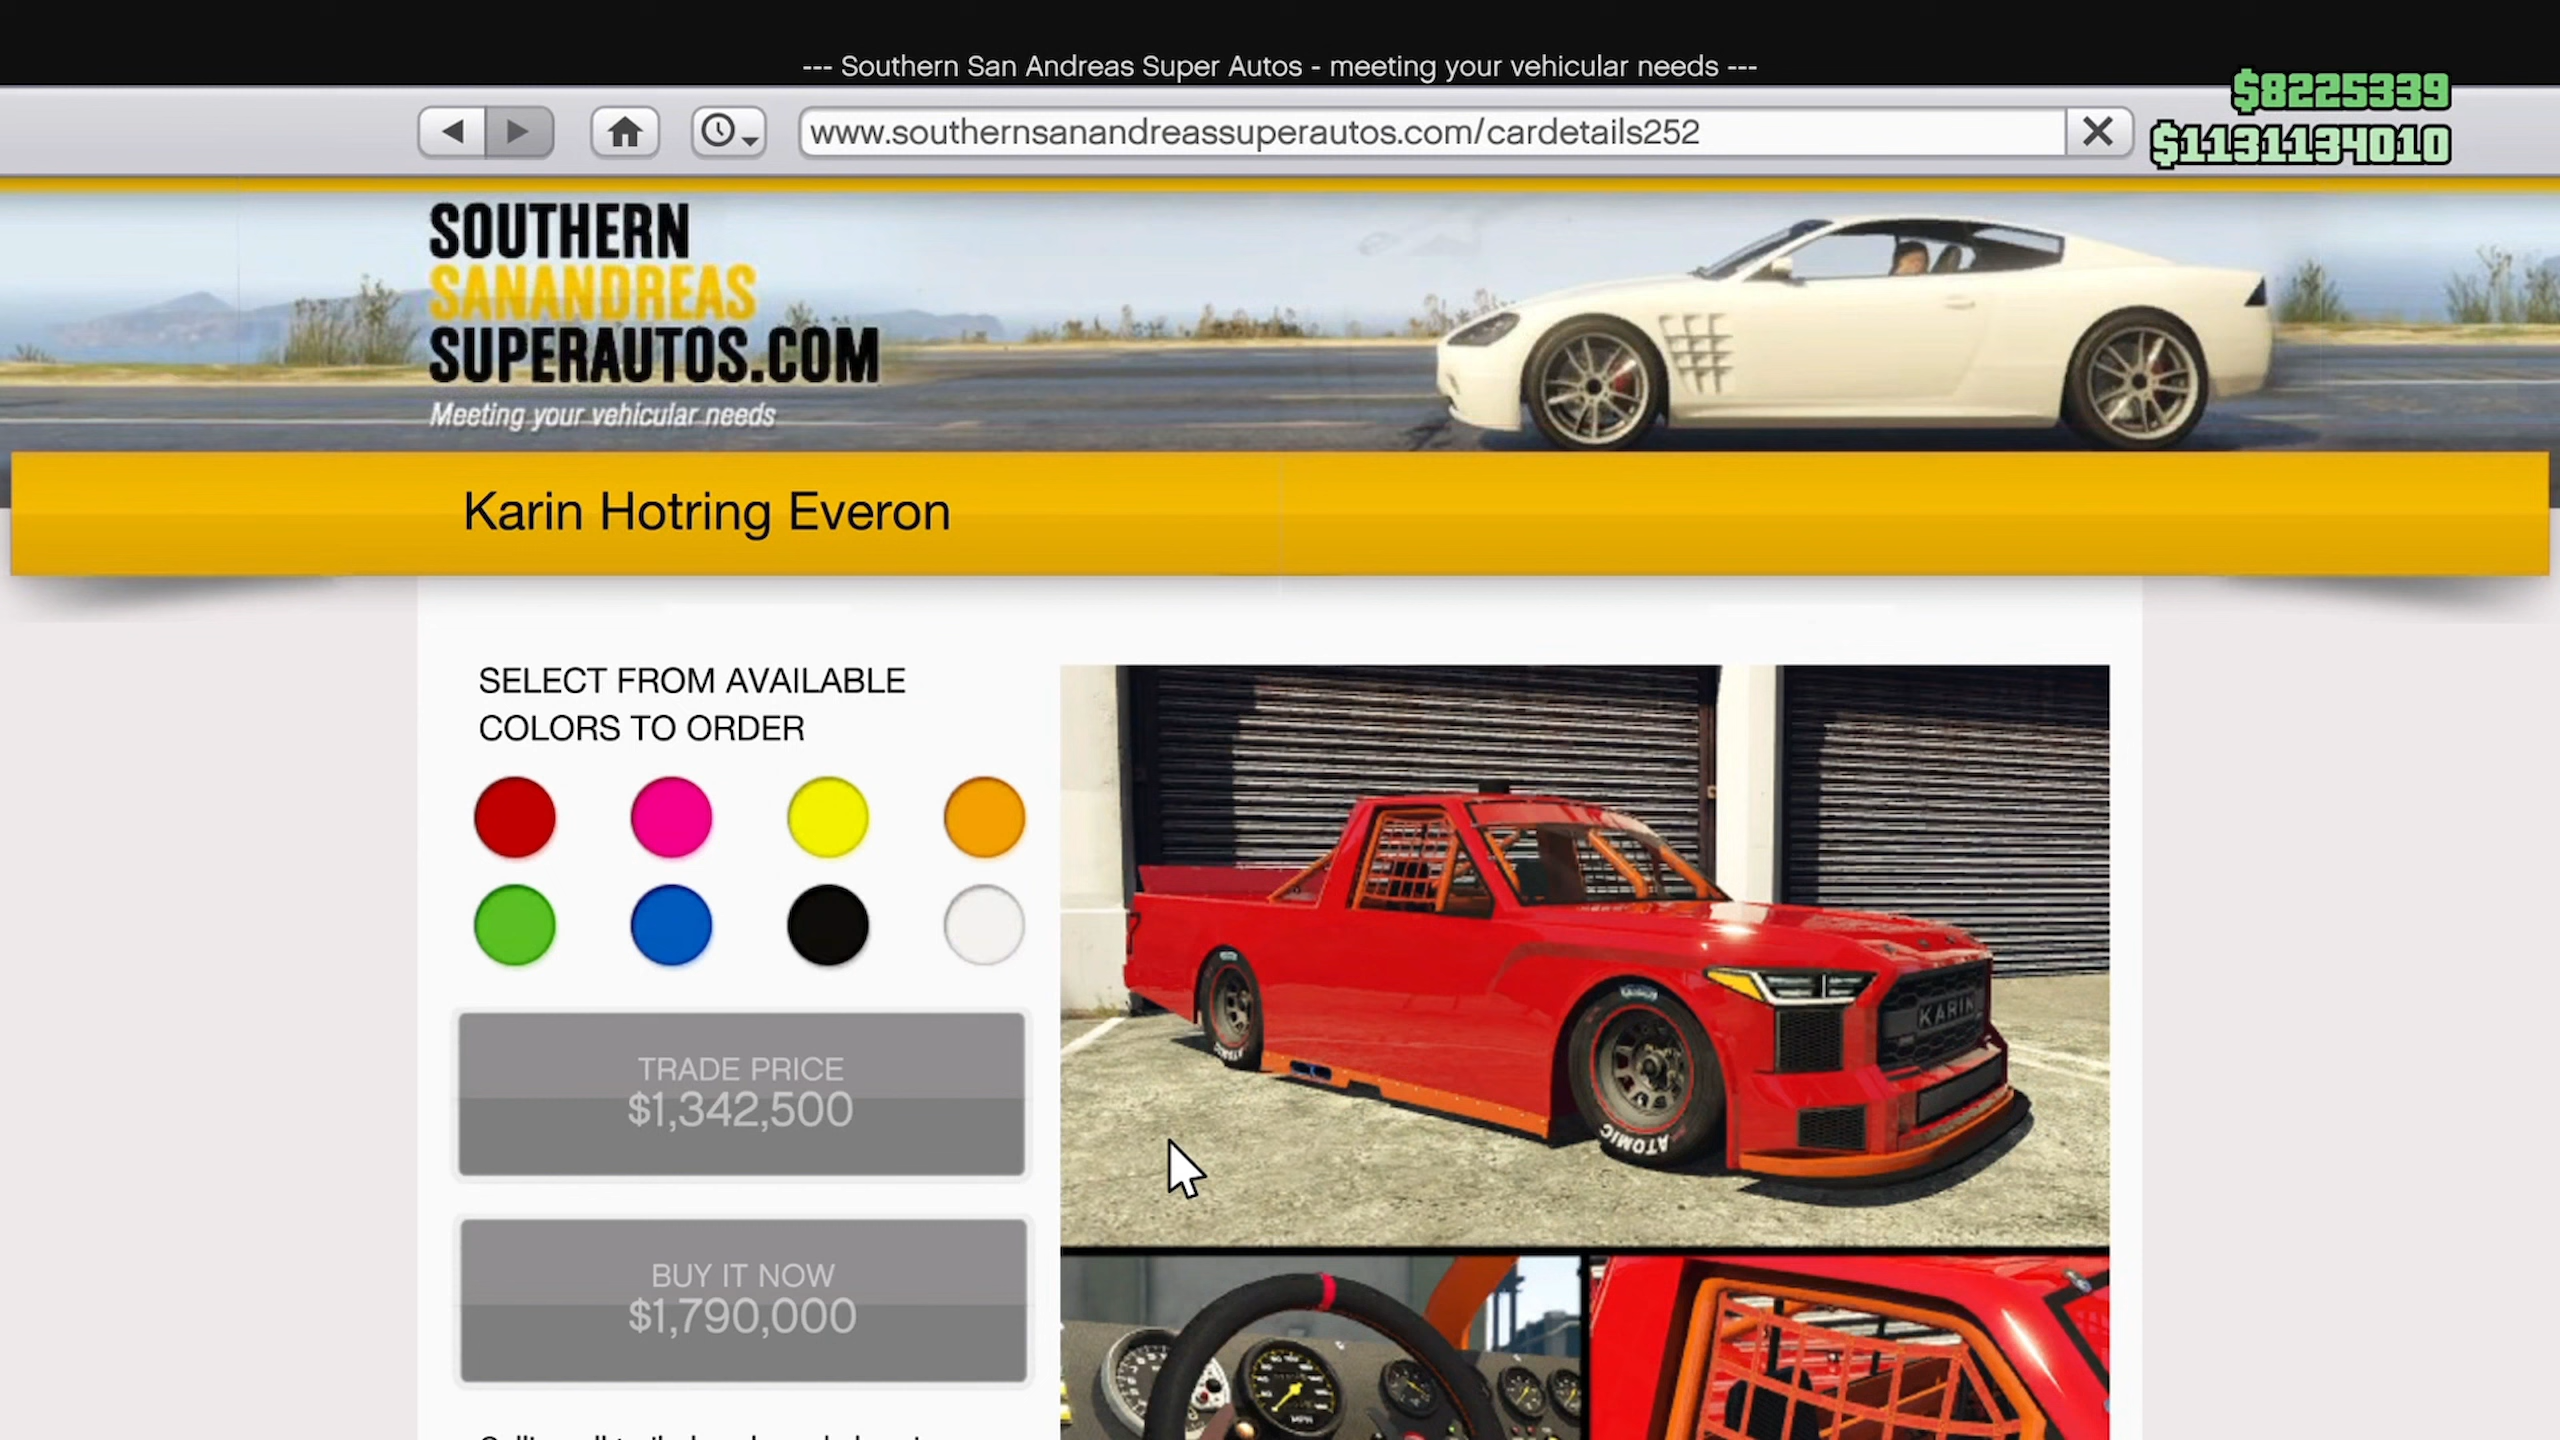 --- Southern San Andreas Super Autos - meeting your vehicular needs ---
$8225339
www.southernsanandreassuperautos.com/cardetails252
$1131134010
SOUTHERN
SANANDREAS
SUPERAUTOS.COM
Meeting your vehicular needs
Karin Hotring Everon
SELECT FROM AVAILABLE
COLORS TO ORDER
TRADE PRICE
$1,342,500
BUY IT NOW
$1,790,000
KARIN
ATOMIC
MPH